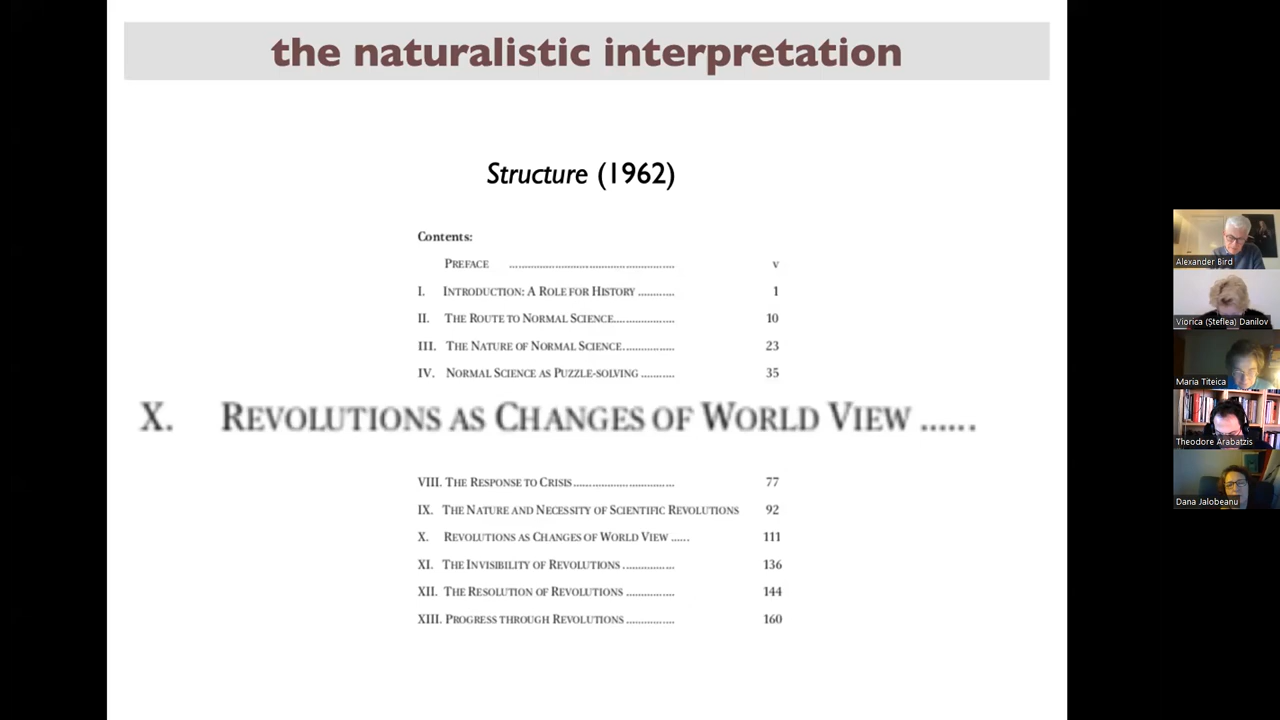 the naturalistic interpretation
Structure (1962)
Contents:
PREFACE ................................................ v
I. INTRODUCTION: A ROLE FOR HISTORY ........... 1
II. THE ROUTE TO NORMAL SCIENCE.................. 10
III. THE NATURE OF NORMAL SCIENCE............... 23
IV. NORMAL SCIENCE AS PUZZLE-SOLVING .......... 35
X. REVOLUTIONS AS CHANGES OF WORLD VIEW ......
VIII. THE RESPONSE TO CRISIS.............................. 77
IX. THE NATURE AND NECESSITY OF SCIENTIFIC REVOLUTIONS 92
X. REVOLUTIONS AS CHANGES OF WORLD VIEW ...... 111
XI. THE INVISIBILITY OF REVOLUTIONS ................ 136
XII. THE RESOLUTION OF REVOLUTIONS ............... 144
XIII. PROGRESS THROUGH REVOLUTIONS ............... 160
Alexander Bird
Viorica (Șteflea) Danilov
Maria Titeica
Theodore Arabatzis
Dana Jalobeanu